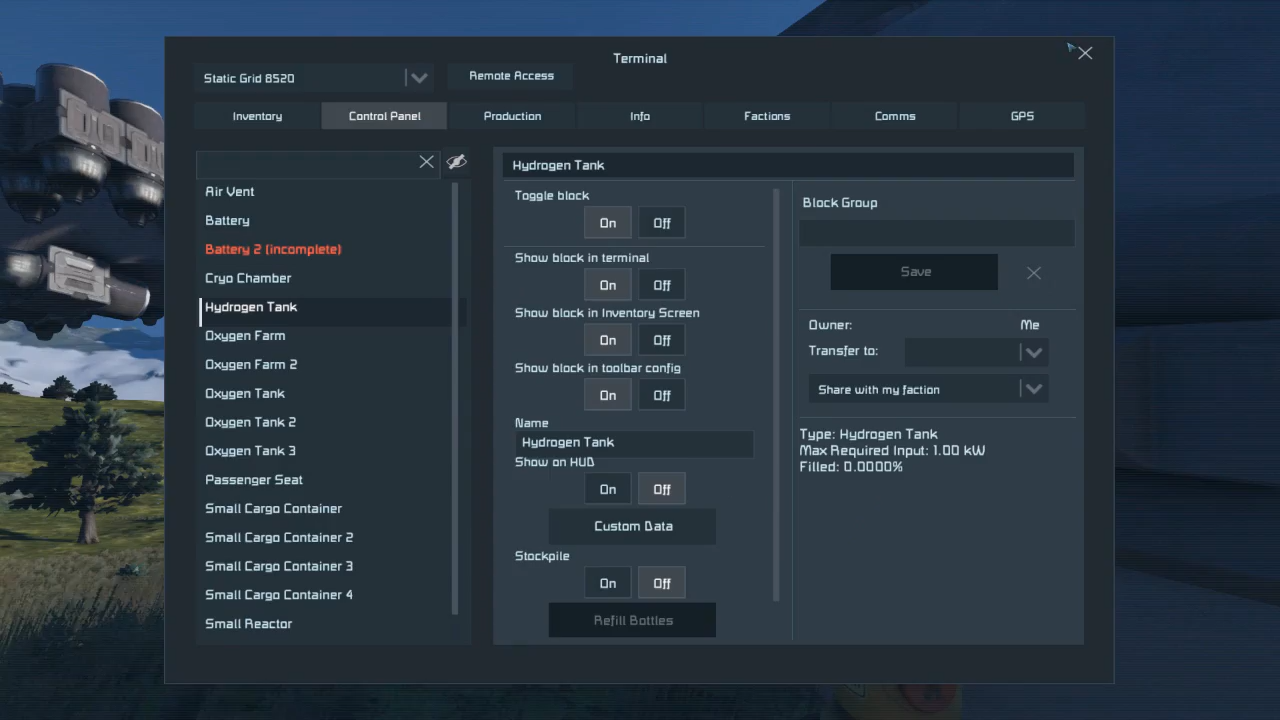 Terminal
Static Grid 8520
Remote Access
Inventory
Control Panel
Production
Info
Factions
Comms
GPS
Air Vent
Battery
Battery 2 (incomplete)
Cryo Chamber
Hydrogen Tank
Oxygen Farm
Oxygen Farm 2
Oxygen Tank
Oxygen Tank 2
Oxygen Tank 3
Passenger Seat
Small Cargo Container
Small Cargo Container 2
Small Cargo Container 3
Small Cargo Container 4
Small Reactor
Hydrogen Tank
Toggle block
On Off
Show block in terminal
On Off
Show block in Inventory Screen
On Off
Show block in toolbar config
On Off
Name
Hydrogen Tank
Show on HUD
On Off
Custom Data
Stockpile
On Off
Refill Bottles
Block Group
Save
Owner: Me
Transfer to:
Share with my faction
Type: Hydrogen Tank
Max Required Input: 1.00 kW
Filled: 0.0000%